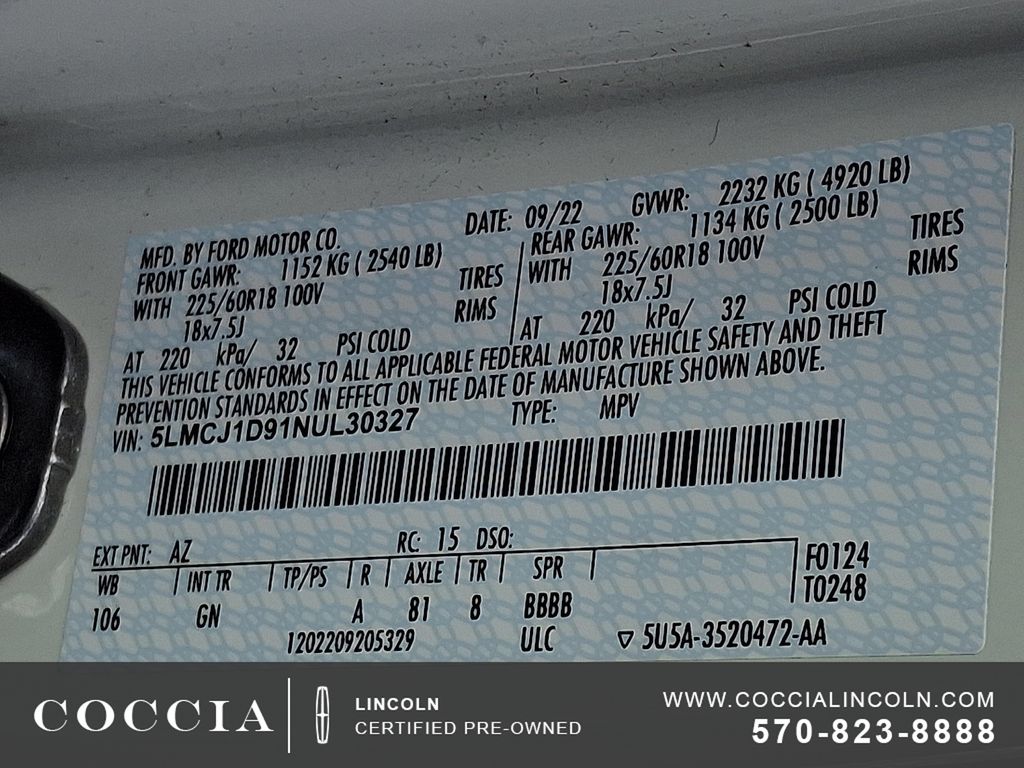 MFD. BY FORD MOTOR CO. DATE: 09/22 GVWR: 2232 KG ( 4920 LB)
FRONT GAWR: 1152 KG ( 2540 LB) REAR GAWR: 1134 KG ( 2500 LB)
WITH 225/60R18 100V TIRES WITH 225/60R18 100V TIRES
18x7.5J RIMS 18x7.5J RIMS
AT 220 kPa/ 32 PSI COLD AT 220 kPa/ 32 PSI COLD
THIS VEHICLE CONFORMS TO ALL APPLICABLE FEDERAL MOTOR VEHICLE SAFETY AND THEFT
PREVENTION STANDARDS IN EFFECT ON THE DATE OF MANUFACTURE SHOWN ABOVE.
VIN: 5LMCJ1D91NUL30327 TYPE: MPV
EXT PNT: AZ RC: 15 DSO:
WB INT TR TP/PS R AXLE TR SPR F0124
106 GN A 81 8 BBBB T0248
1202209205329 ULC ▽ 5U5A-3520472-AA
COCCIA LINCOLN
CERTIFIED PRE-OWNED
WWW.COCCIALINCOLN.COM
570-823-8888